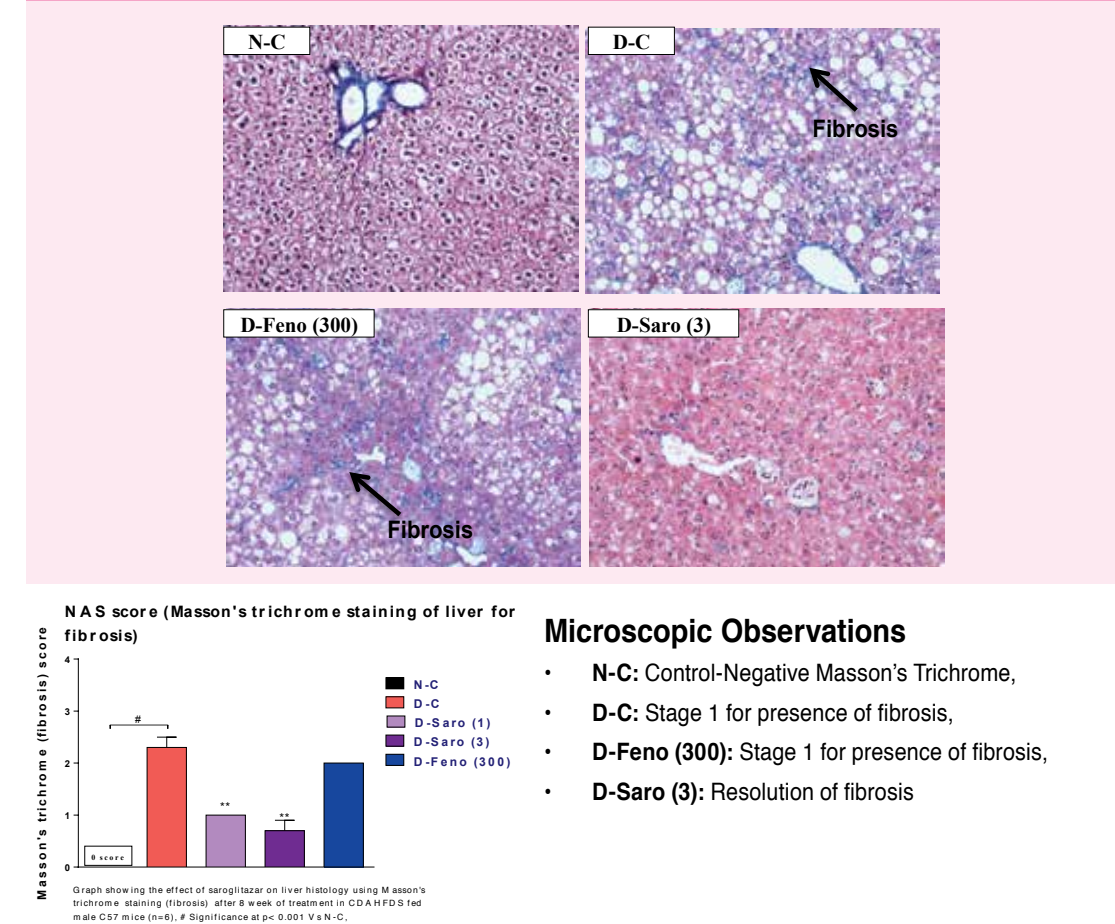 N-C
D-C
Fibrosis
D-Feno (300)
D-Saro (3)
Fibrosis
NAS score (Masson's trichrome staining of liver for
fibrosis)
Masson's trichrome (fibrosis) score
4
3
2
1
0
#
**
**
0 score
N-C
D-C
D-Saro (1)
D-Saro (3)
D-Feno (300)
Graph showing the effect of saroglitazar on liver histology using Masson's
trichrome staining (fibrosis) after 8 week of treatment in CDAHFDS fed
male C57 mice (n=6), # Significance at p< 0.001 Vs N-C,
Microscopic Observations
• N-C: Control-Negative Masson’s Trichrome,
• D-C: Stage 1 for presence of fibrosis,
• D-Feno (300): Stage 1 for presence of fibrosis,
• D-Saro (3): Resolution of fibrosis